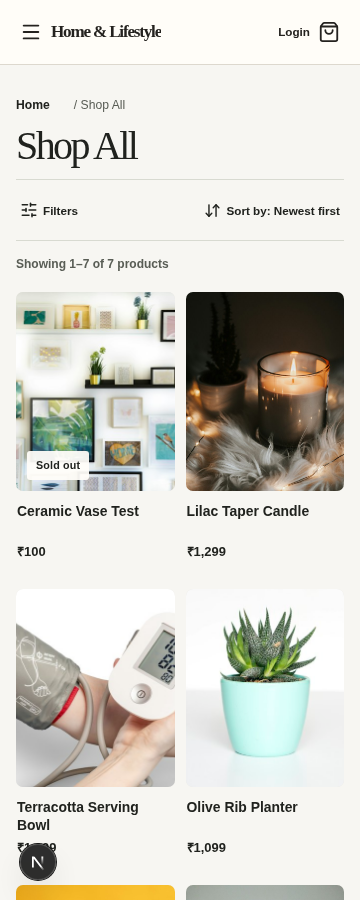 Home & Lifestyle
Login
Home / Shop All
Shop All
Filters
Sort by: Newest first
Showing 1–7 of 7 products
Sold out
Ceramic Vase Test
₹100
Lilac Taper Candle
₹1,299
Terracotta Serving
Bowl
Olive Rib Planter
₹1,099
N